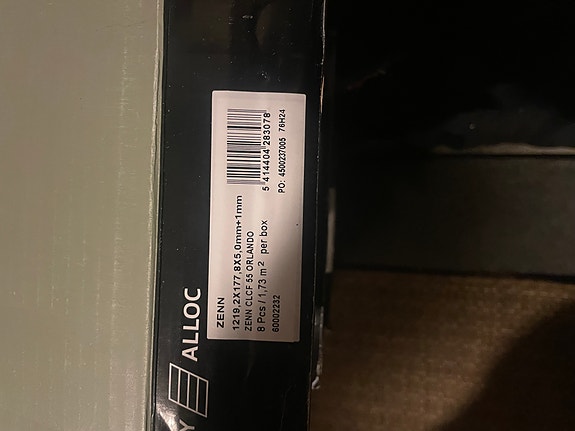 ZENN
1219,2X177,8X5,0mm+1mm
ZENN CLCF 55 ORLANDO
8 Pcs / 1,73 m² per box
60002232
5 414404 283078
PO: 4500237005 76H24
Y ALLOC